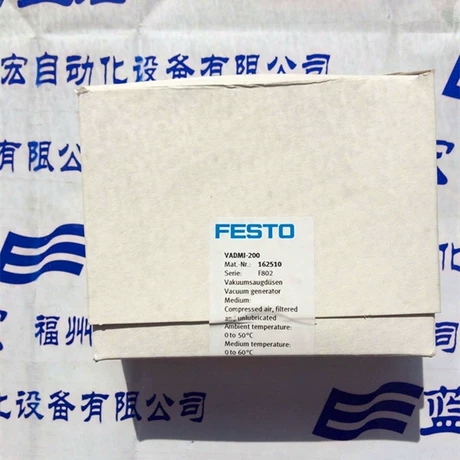 宏自动化设备有限公司
有限公司
FESTO
VADMI-200
Mat.-Nr.: 162510
Serie: F802
Vakuumsaugdüsen
Vacuum generator
Medium:
Compressed air, filtered
unlubricated
Ambient temperature:
0 to 50°C
Medium temperature:
0 to 60°C
福州
化设备有限公司
蓝